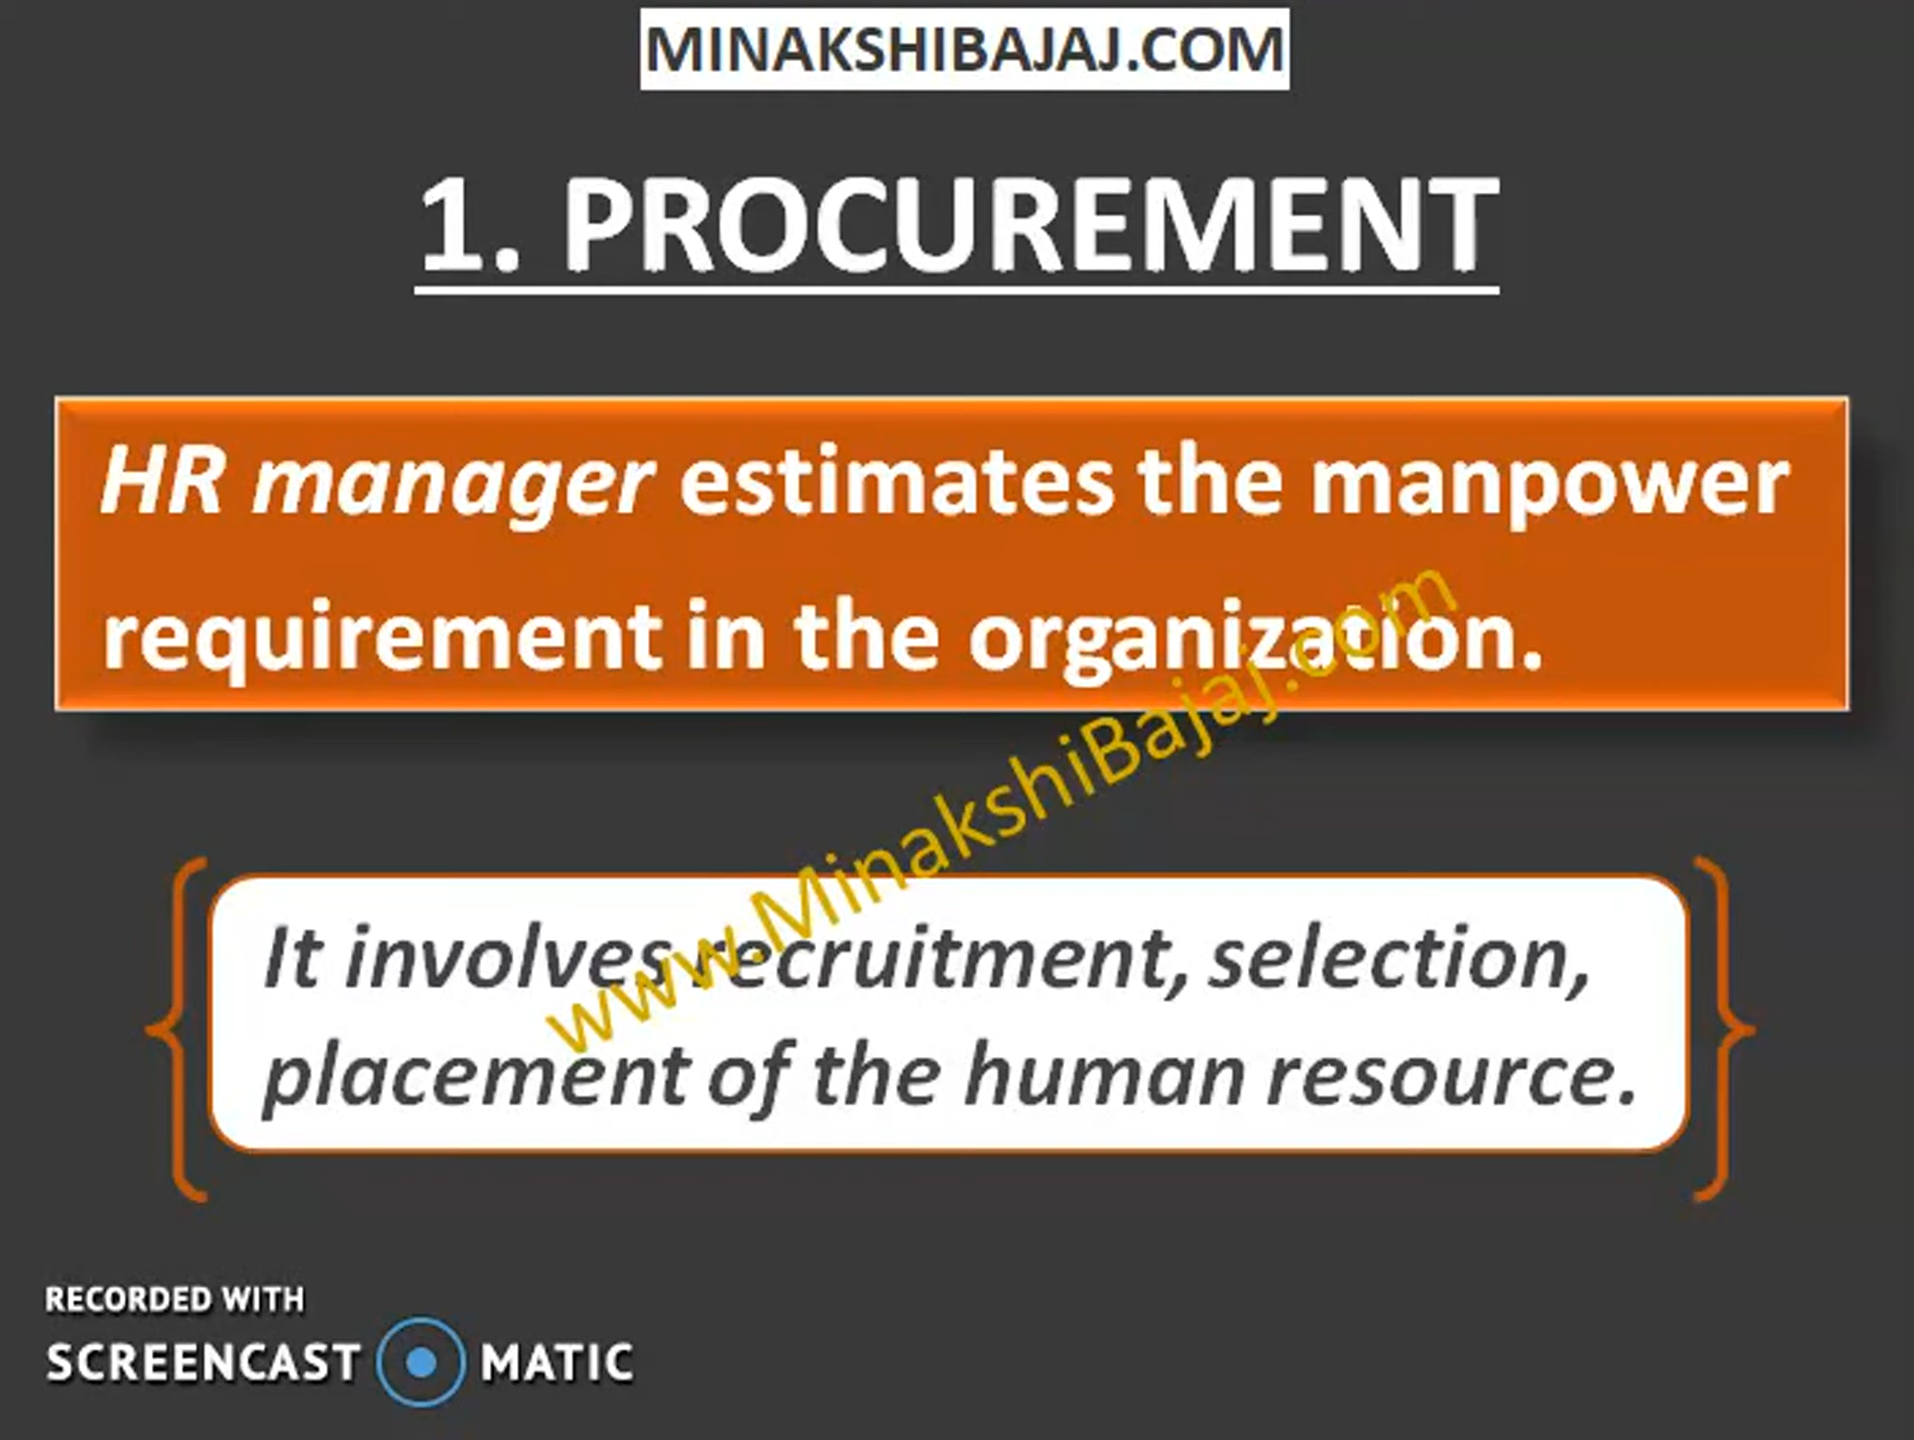 MINAKSHIBAJAJ.COM
1. PROCUREMENT
HR manager estimates the manpower
requirement in the organization.
www.MinakshiBajaj.com
It involves recruitment, selection,
placement of the human resource.
RECORDED WITH
SCREENCAST MATIC